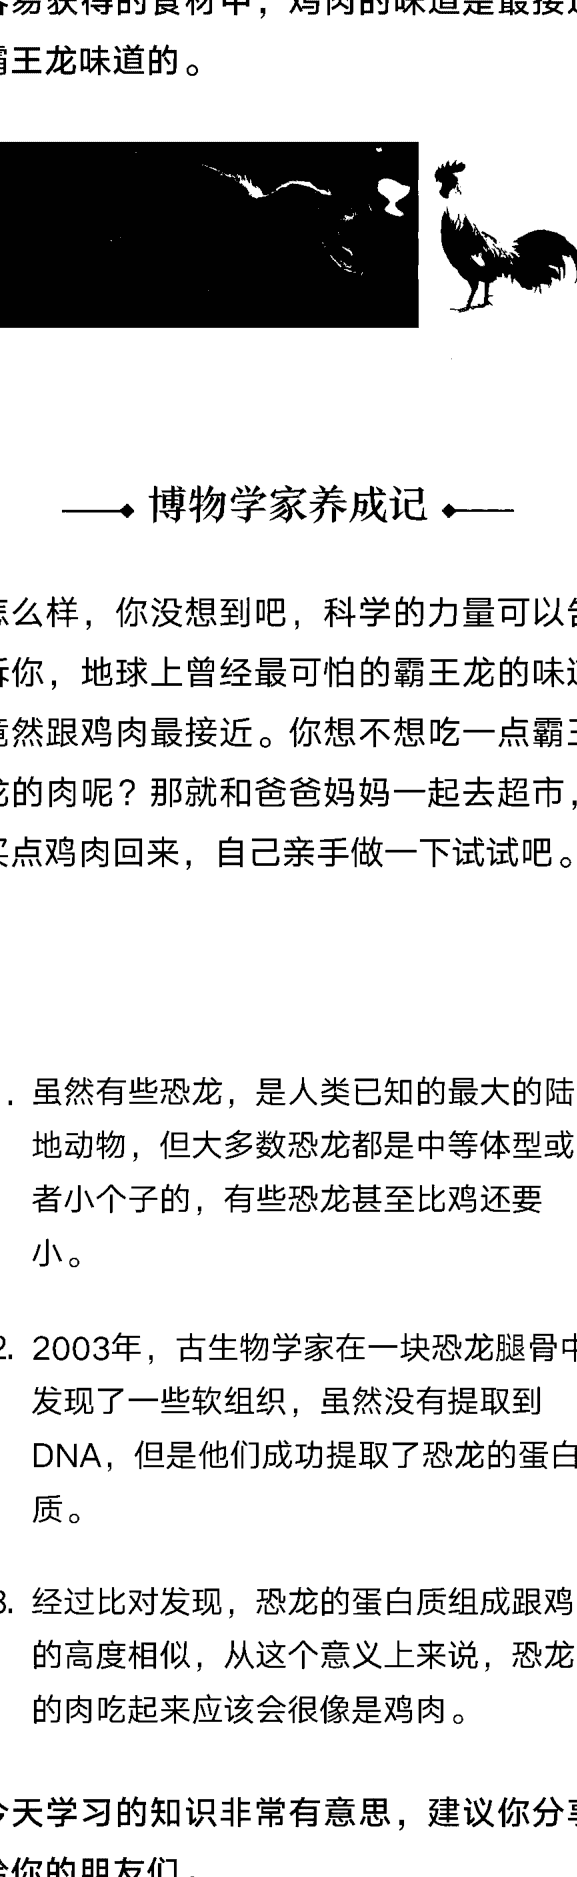 容易获得的食材中，鸡肉的味道是最接近
霸王龙味道的。
博物学家养成记
怎么样，你没想到吧，科学的力量可以告
诉你，地球上曾经最可怕的霸王龙的味道
竟然跟鸡肉最接近。你想不想吃一点霸王
龙的肉呢？那就和爸爸妈妈一起去超市，
买点鸡肉回来，自己亲手做一下试试吧。
. 虽然有些恐龙，是人类已知的最大的陆
地动物，但大多数恐龙都是中等体型或
者小个子的，有些恐龙甚至比鸡还要
小。
2. 2003年，古生物学家在一块恐龙腿骨中
发现了一些软组织，虽然没有提取到
DNA，但是他们成功提取了恐龙的蛋白
质。
3. 经过比对发现，恐龙的蛋白质组成跟鸡
的高度相似，从这个意义上来说，恐龙
的肉吃起来应该会很像是鸡肉。
今天学习的知识非常有意思，建议你分享
给你的朋友们。